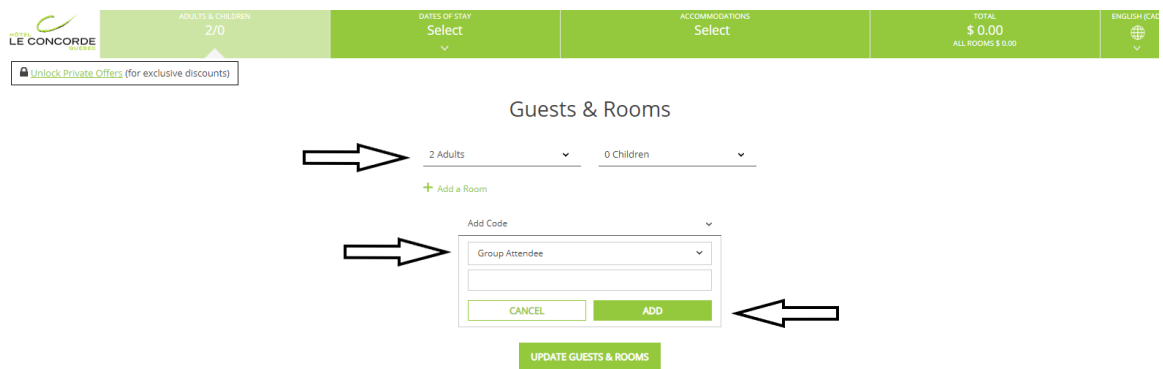 HÔTEL
LE CONCORDE
QUÉBEC
ADULTS & CHILDREN
2/0
DATES OF STAY
Select
ACCOMMODATIONS
Select
TOTAL
$ 0.00
ALL ROOMS $ 0.00
ENGLISH (CAD
Unlock Private Offers (for exclusive discounts)
Guests & Rooms
2 Adults
0 Children
+ Add a Room
Add Code
Group Attendee
CANCEL
ADD
UPDATE GUESTS & ROOMS